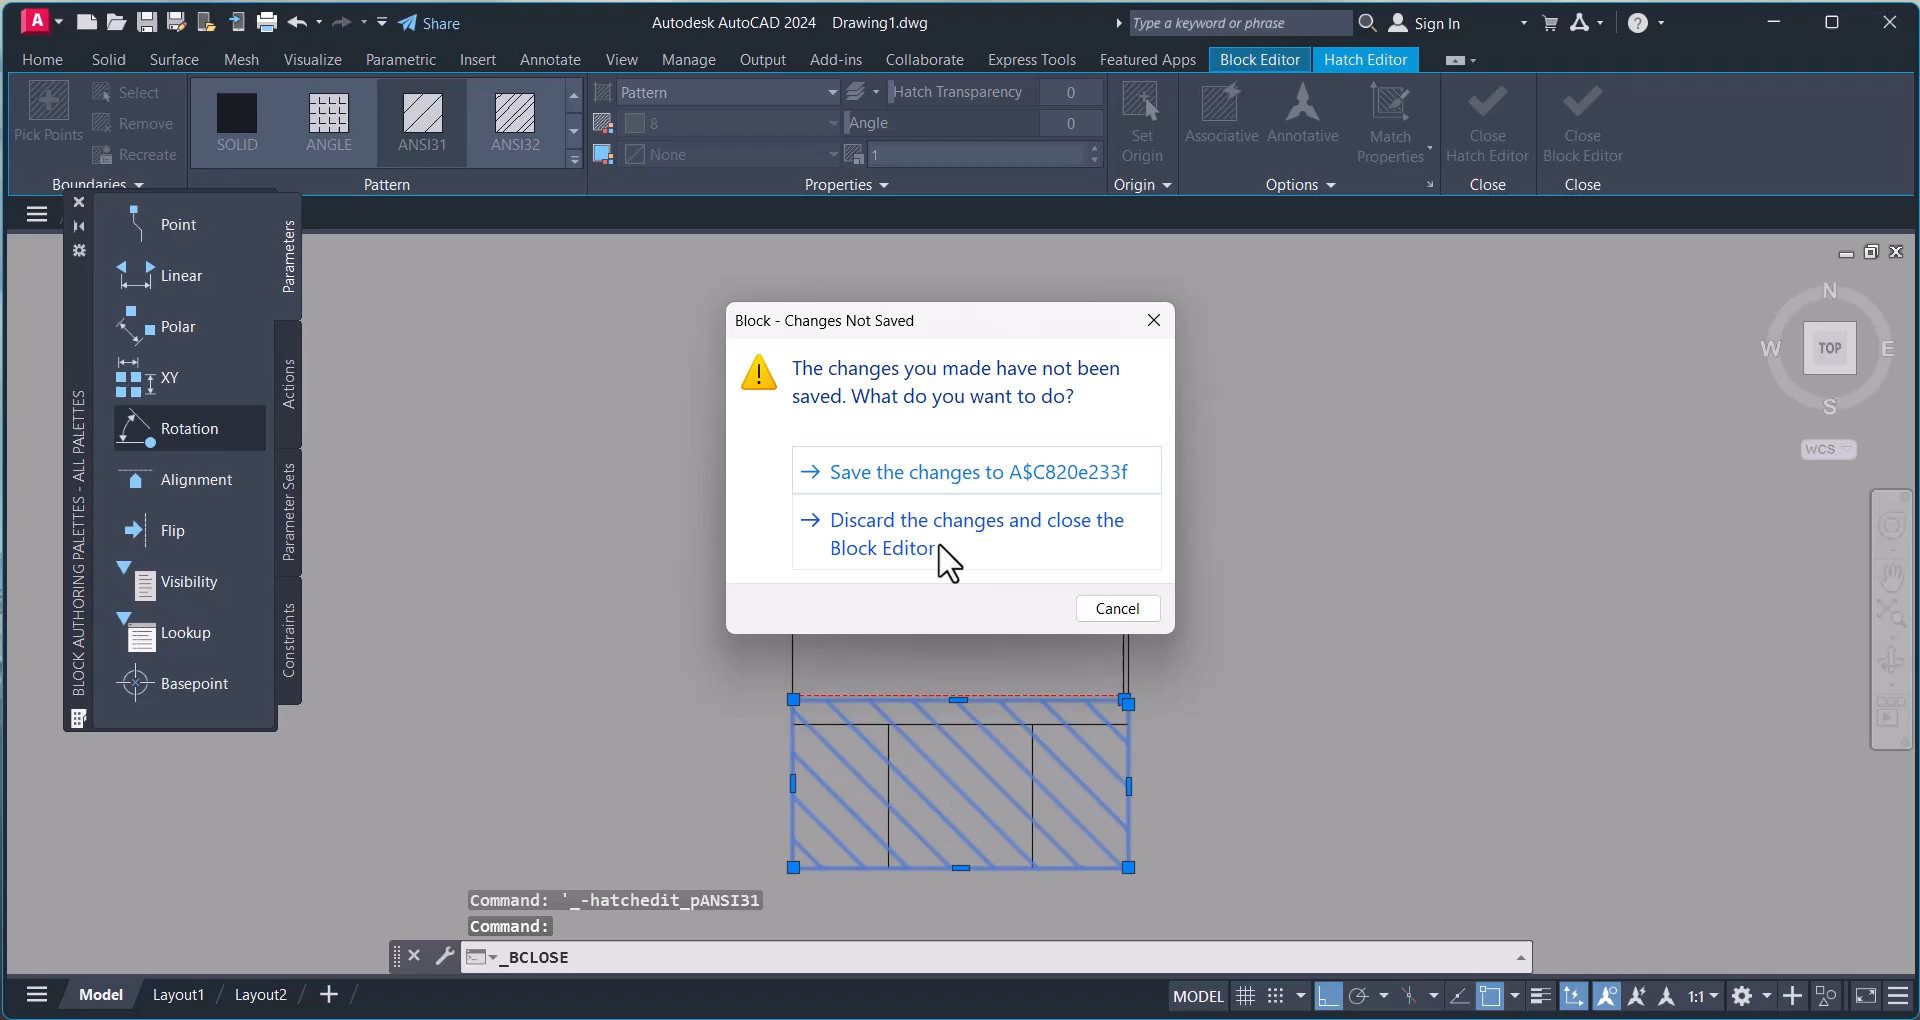 A
Share
Autodesk AutoCAD 2024 Drawing1.dwg
Type a keyword or phrase
Sign In
Home Solid Surface Mesh Visualize Parametric Insert Annotate View Manage Output Add-ins Collaborate Express Tools Featured Apps Block Editor Hatch Editor
Pick Points
Select
Remove
Recreate
Boundaries
SOLID
ANGLE
ANSI31
ANSI32
Pattern
Pattern
8
None
Hatch Transparency 0
Angle 0
1
Properties
Set
Origin
Origin
Associative
Annotative
Match
Properties
Options
Close
Hatch Editor
Close
Close
Block Editor
Close
Point
Linear
Polar
XY
Rotation
Alignment
Flip
Visibility
Lookup
Basepoint
Parameters
Actions
Parameter Sets
Constraints
BLOCK AUTHORING PALETTES - ALL PALETTES
Block - Changes Not Saved
The changes you made have not been
saved. What do you want to do?
Save the changes to A$C820e233f
Discard the changes and close the
Block Editor
Cancel
N
W
TOP
E
S
WCS
Command: '_-hatchedit_pANSI31
Command:
_BCLOSE
Model
Layout1
Layout2
MODEL
1:1